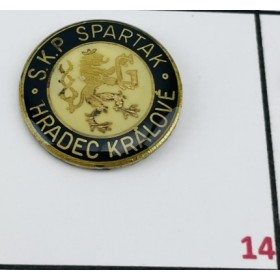 S.K.P. SPARTAK
HRADEC KRÁLOVÉ
14